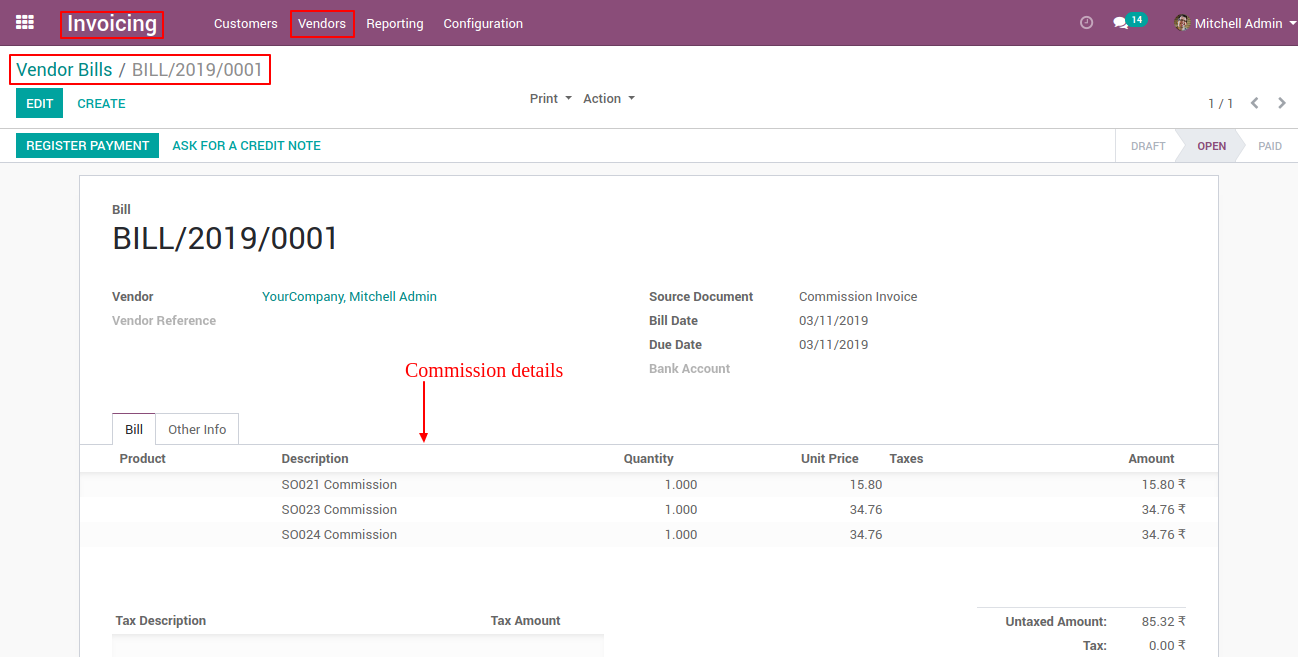 Invoicing Customers Vendors Reporting Configuration 14 Mitchell Admin
Vendor Bills / BILL/2019/0001
EDIT CREATE Print Action 1 / 1
REGISTER PAYMENT ASK FOR A CREDIT NOTE DRAFT OPEN PAID
Bill
BILL/2019/0001
Vendor YourCompany, Mitchell Admin Source Document Commission Invoice
Vendor Reference Bill Date 03/11/2019
Due Date 03/11/2019
Commission details Bank Account
Bill Other Info
Product Description Quantity Unit Price Taxes Amount
SO021 Commission 1.000 15.80 15.80 ₹
SO023 Commission 1.000 34.76 34.76 ₹
SO024 Commission 1.000 34.76 34.76 ₹
Tax Description Tax Amount Untaxed Amount: 85.32 ₹
Tax: 0.00 ₹